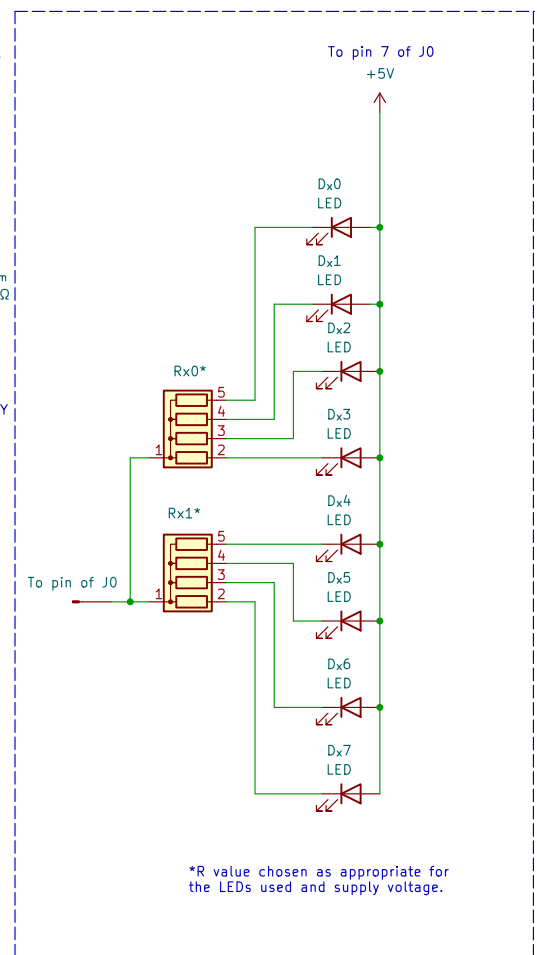 To pin 7 of J0
+5V
Dx0
LED
Dx1
LED
m
Ω
Dx2
LED
Rx0*
5
4
3
1 2
Dx3
LED
Y
Dx4
LED
Rx1*
5
4
3
1 2
Dx5
LED
To pin of J0
Dx6
LED
Dx7
LED
*R value chosen as appropriate for
the LEDs used and supply voltage.